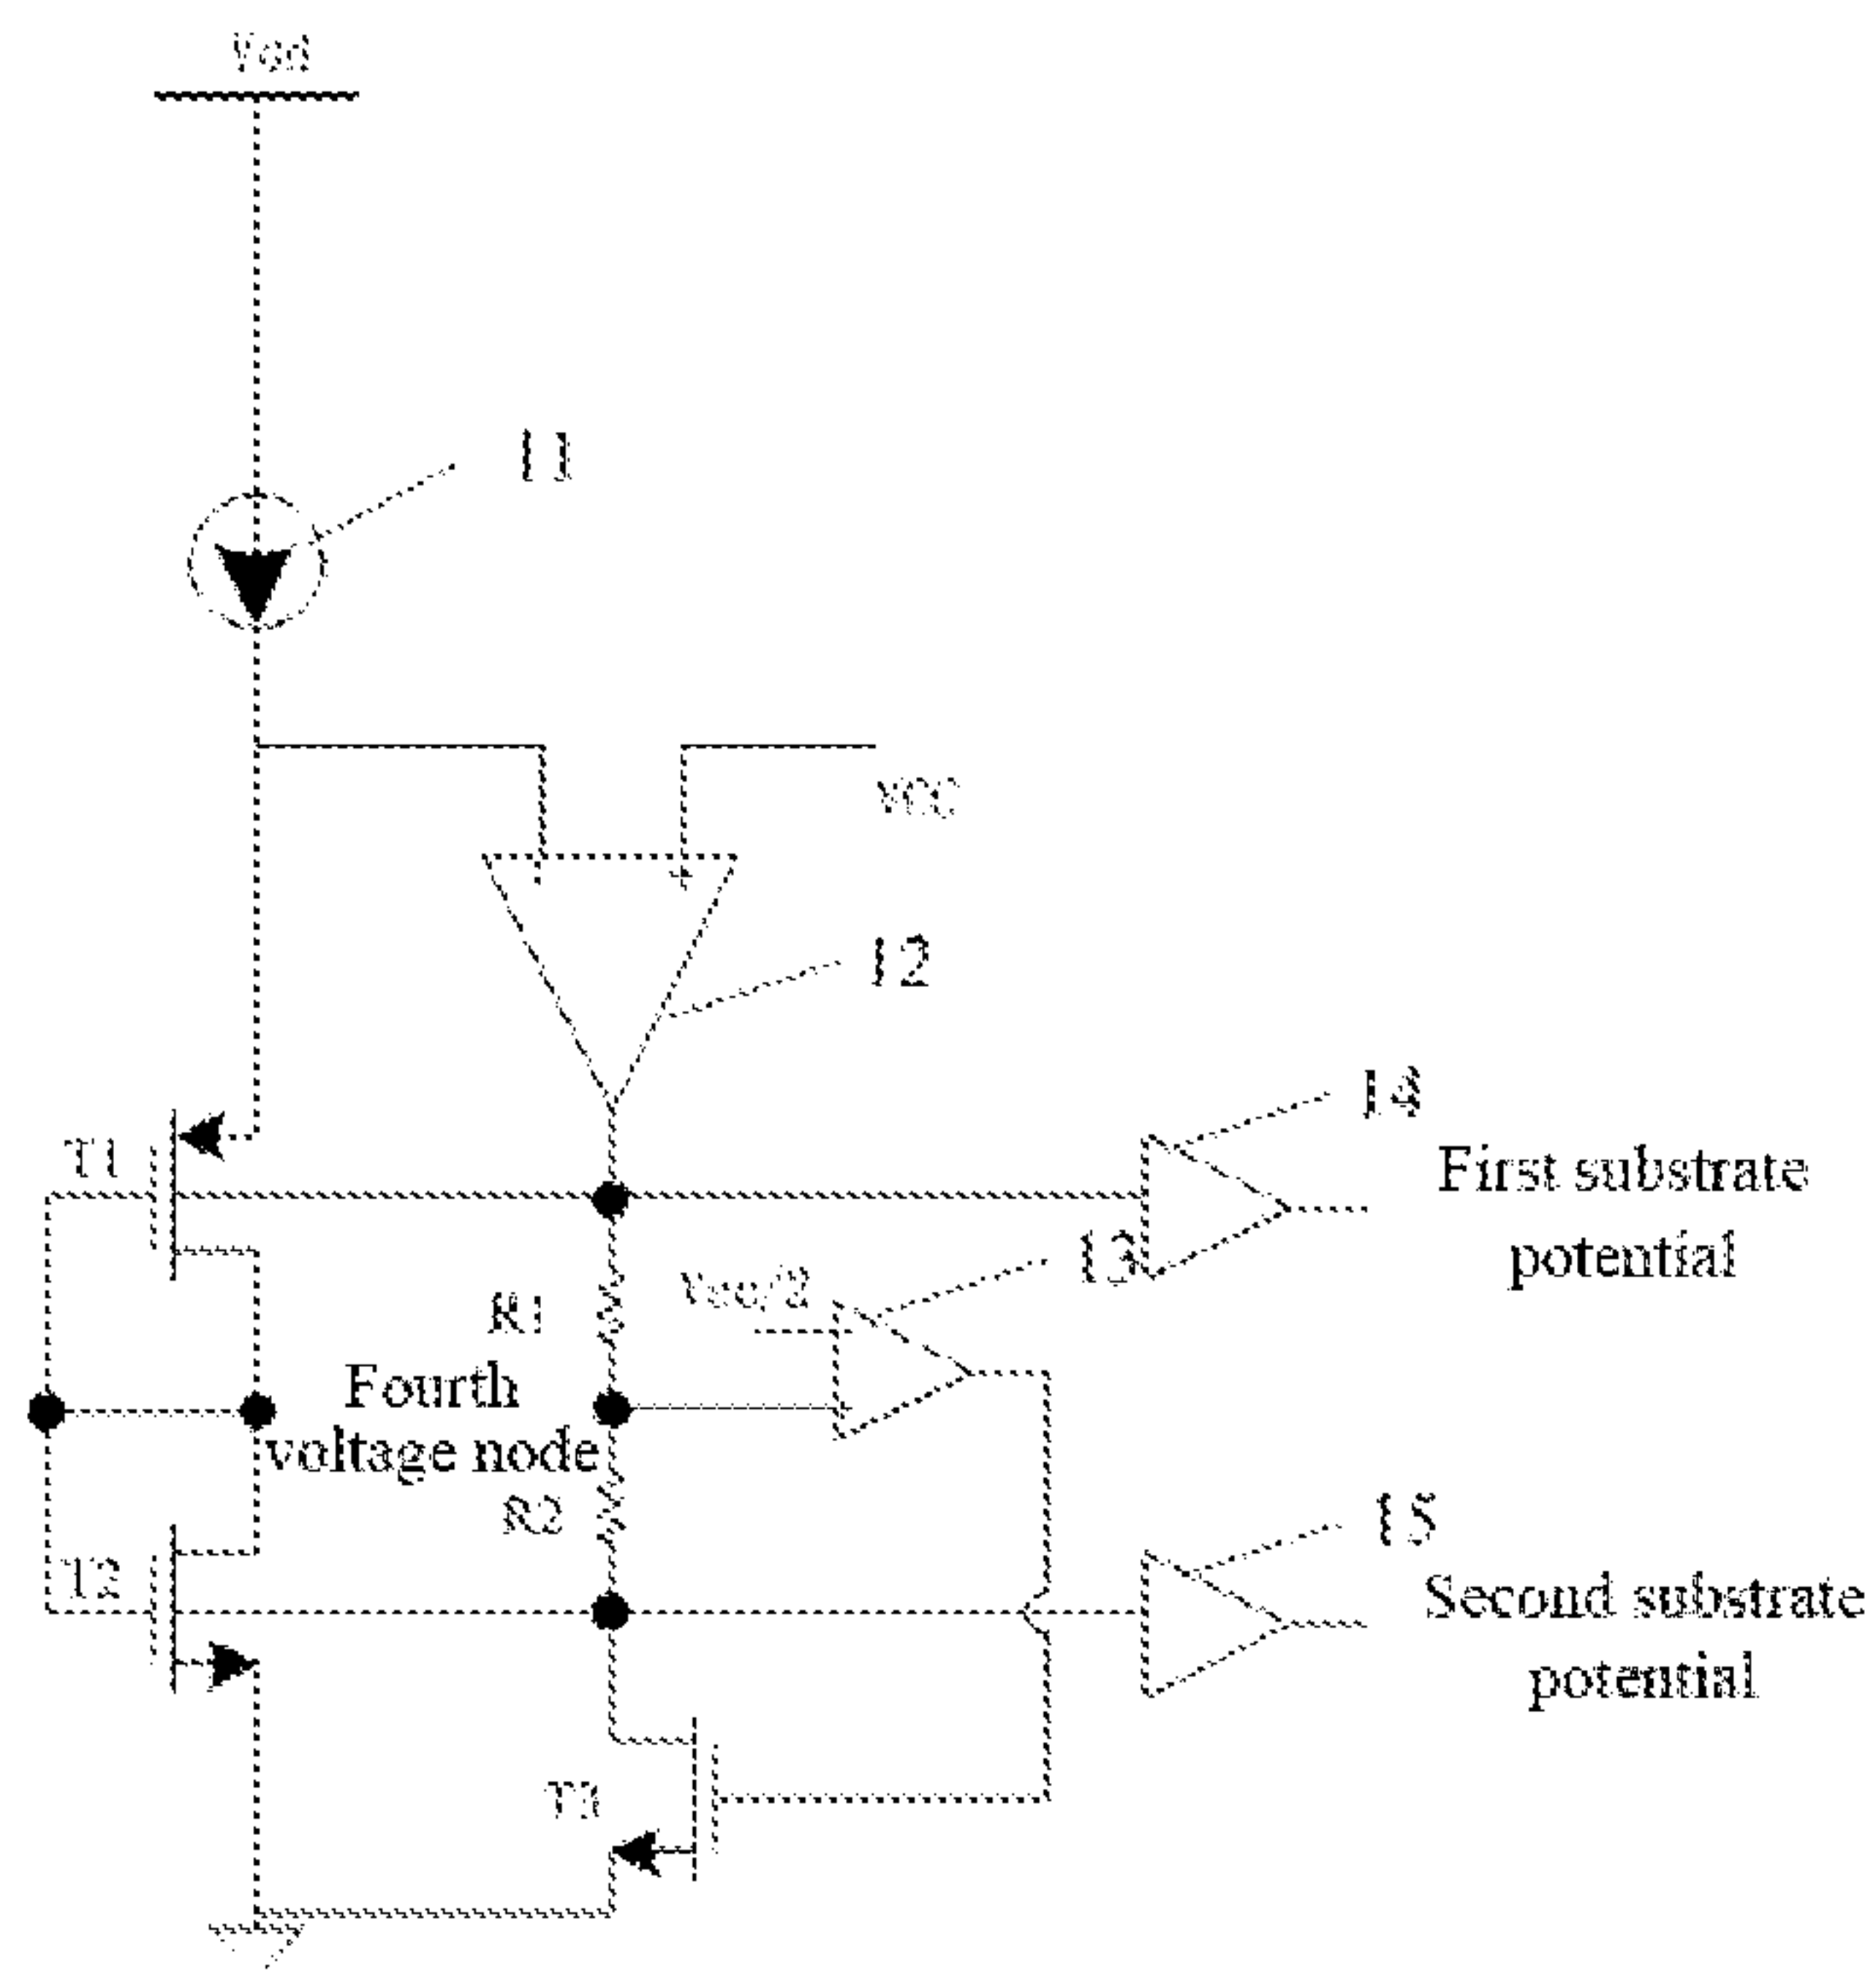 Vdd
11
VCC
12
14
T1
First substrate
potential
13
Vcc/2
R1
Fourth
voltage node
R2
15
T2
Second substrate
potential
T3